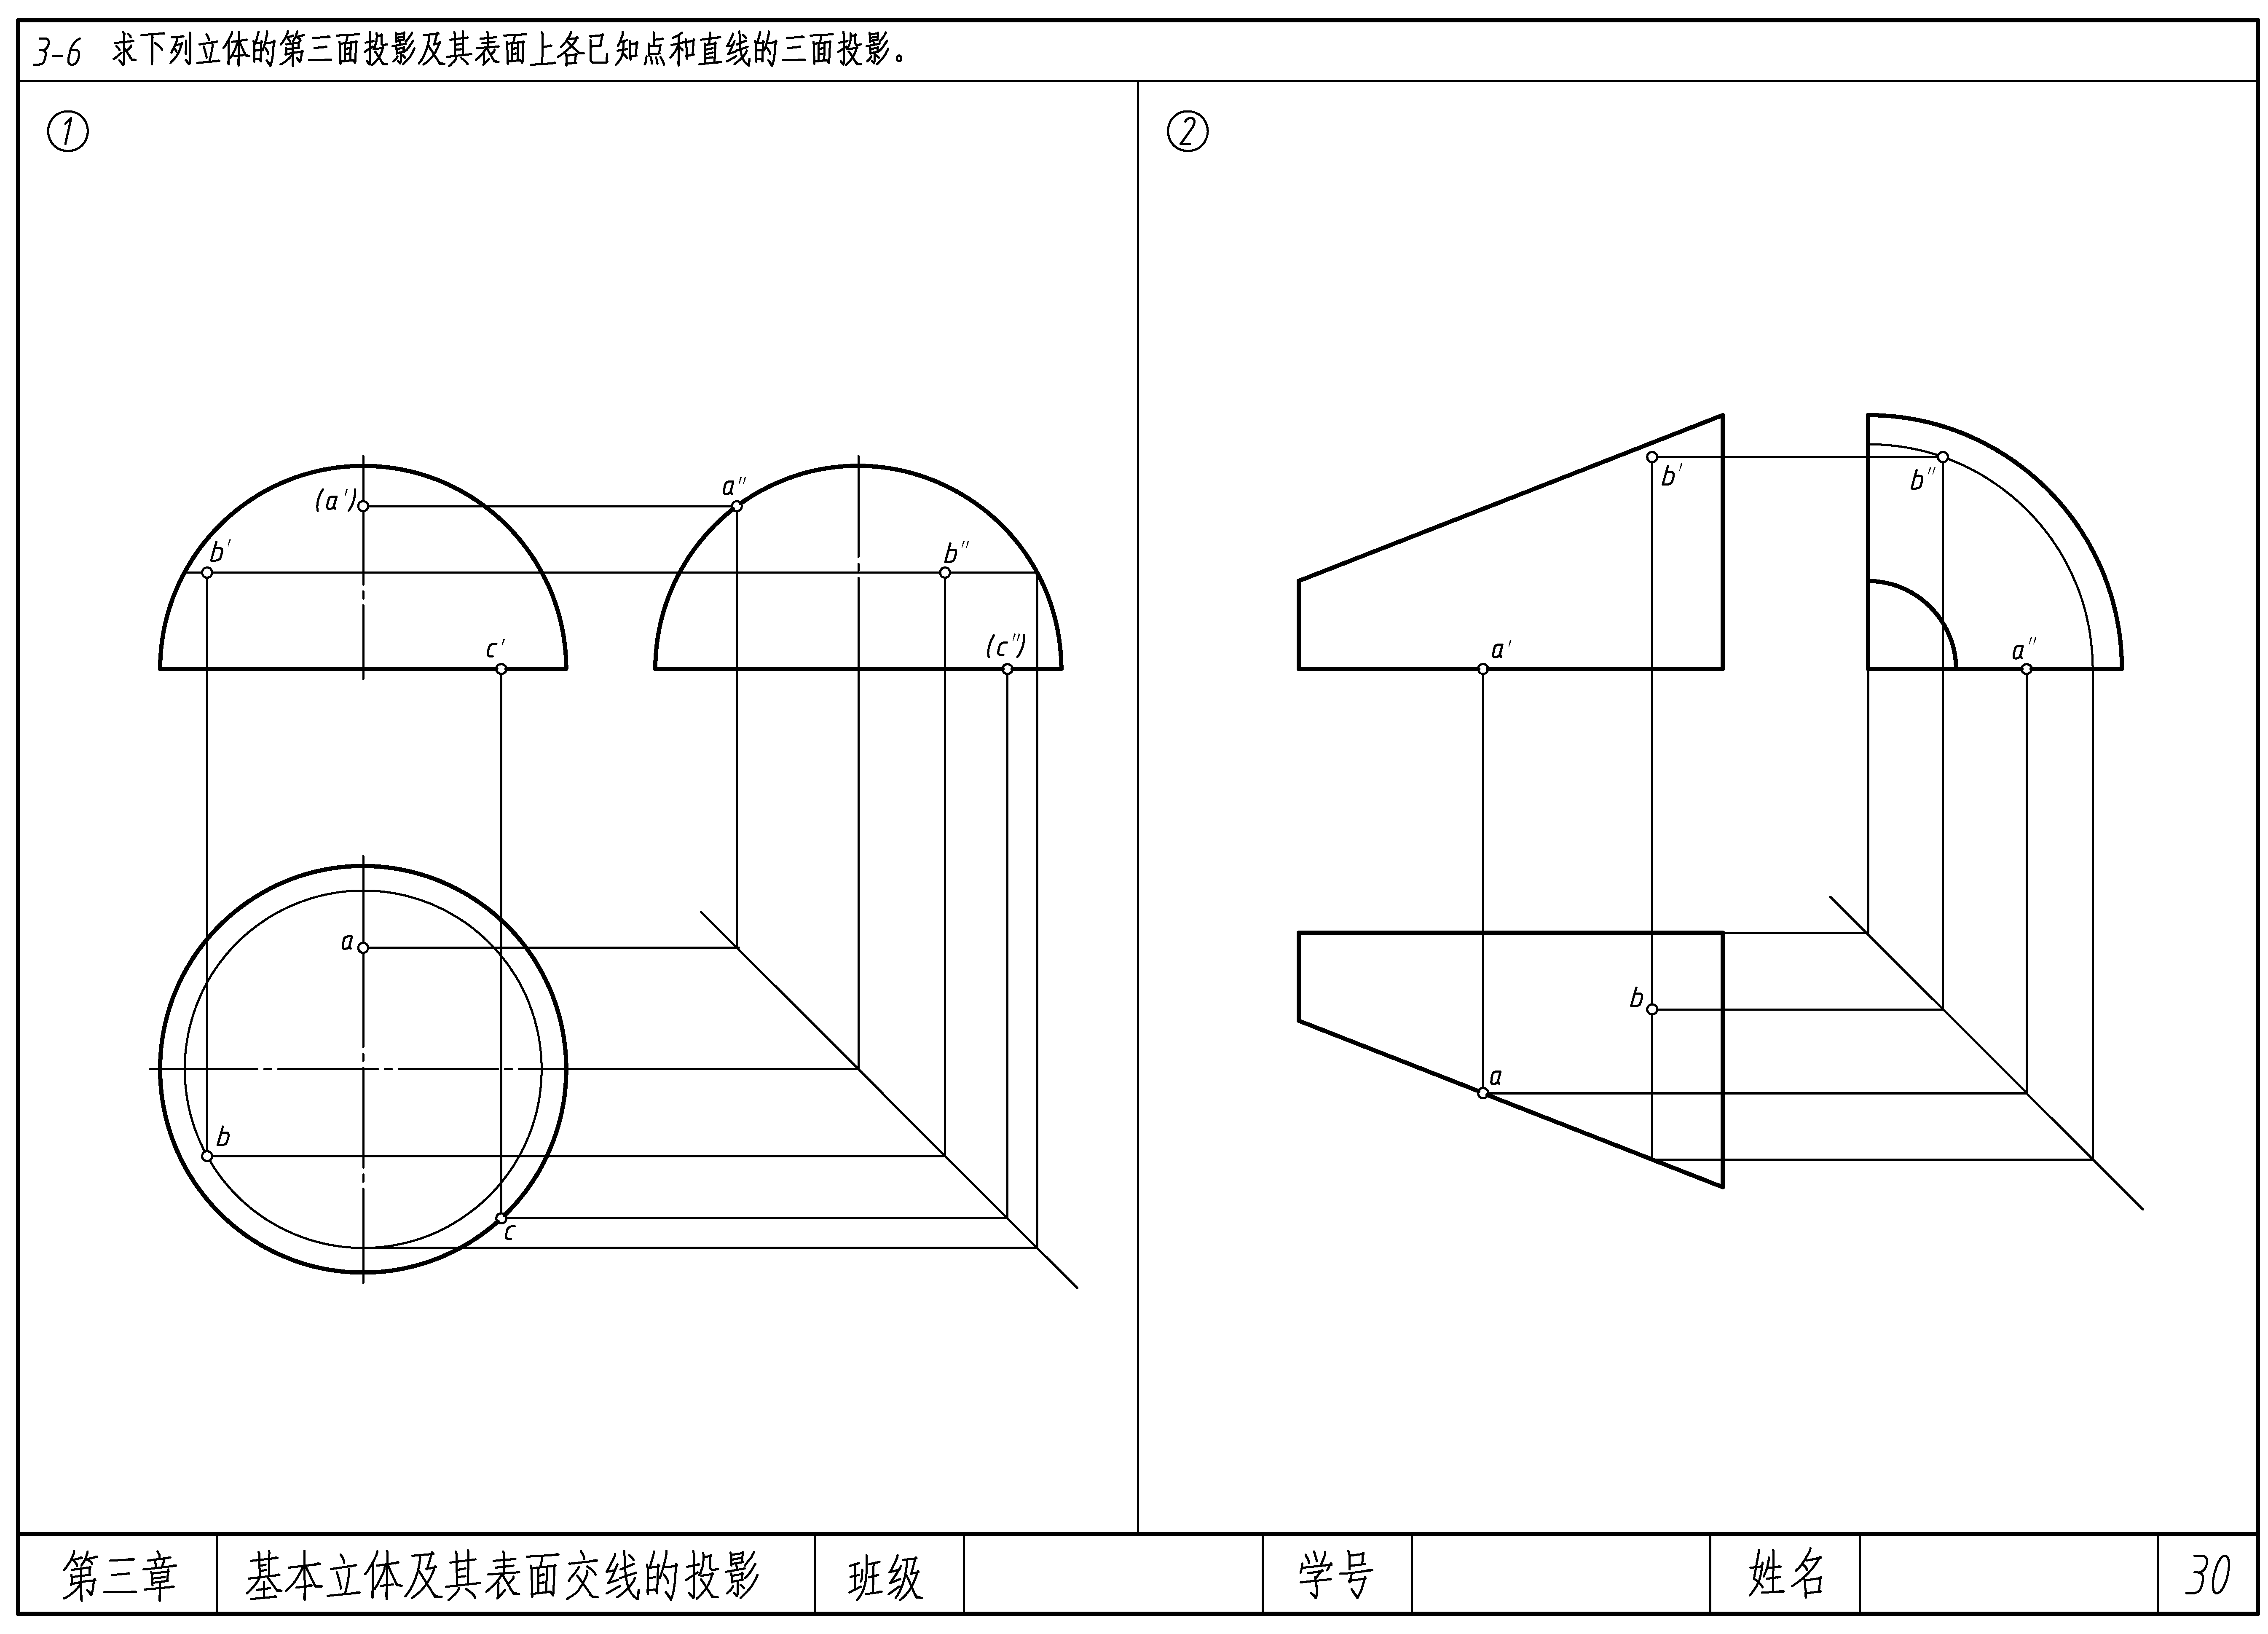 3-6 求下列立体的第三面投影及其表面上各已知点和直线的三面投影。
① ②
(a') a" b' b"
b' b" b' b"
c' (c") a' a"
a
b
a
b
c
第三章 基本立体及其表面交线的投影 班级 学号 姓名 30